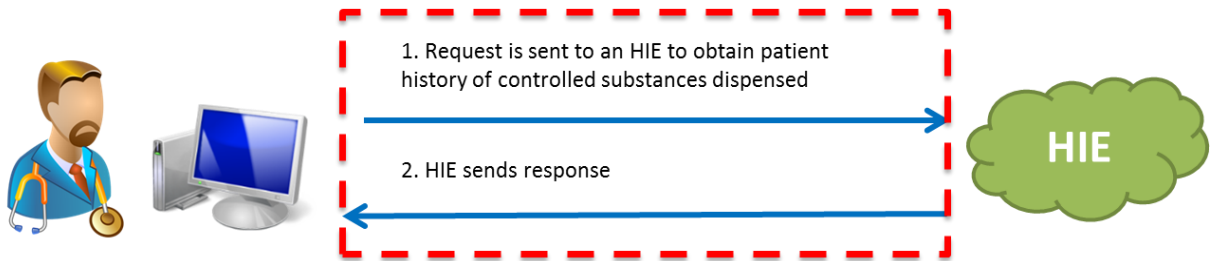 1. Request is sent to an HIE to obtain patient
history of controlled substances dispensed
HIE
2. HIE sends response